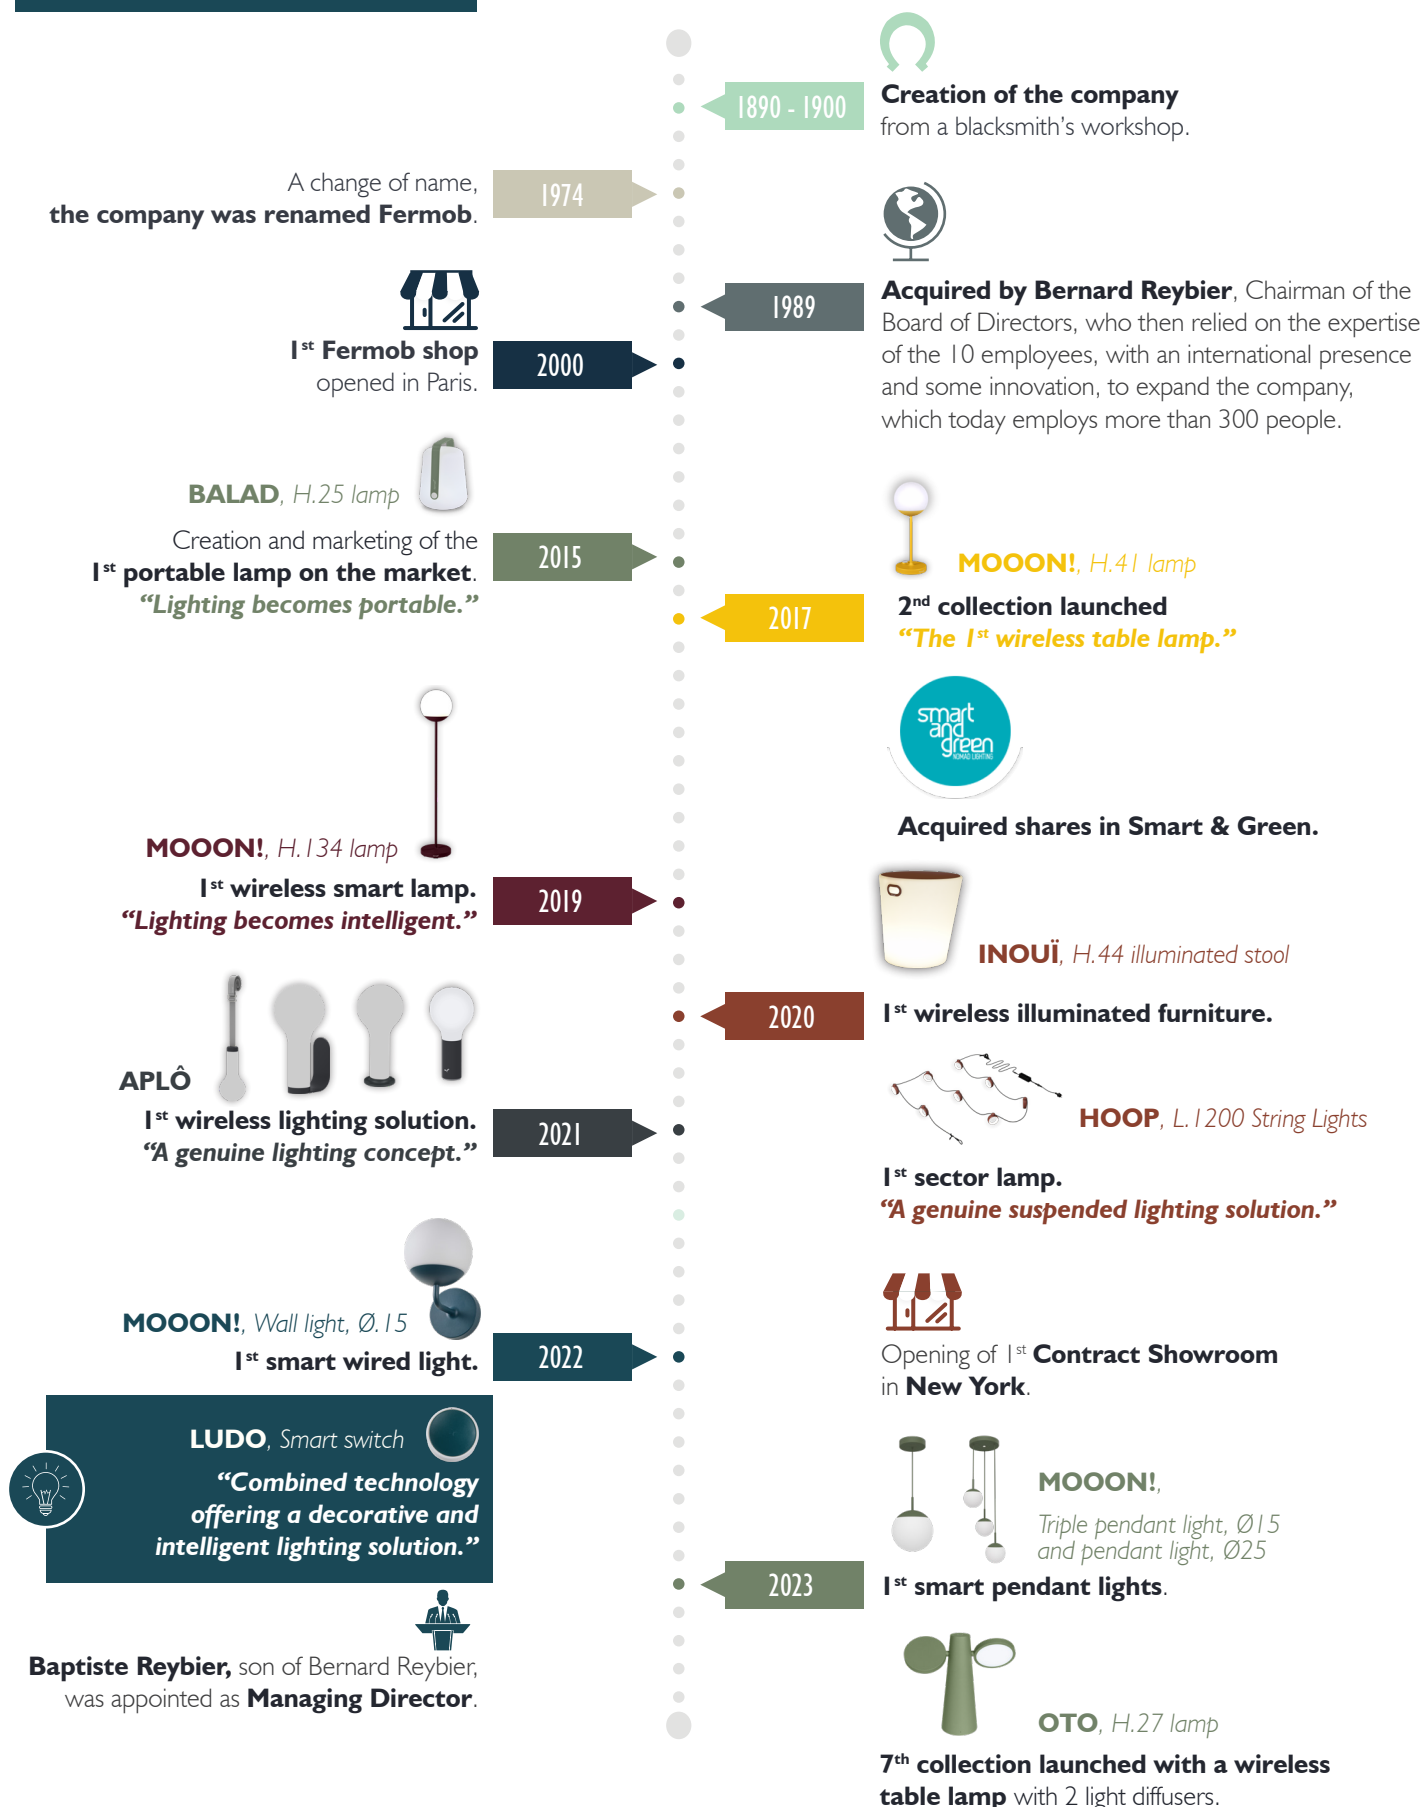 1890 - 1900
Creation of the company
from a blacksmith's workshop.
A change of name,
the company was renamed Fermob.
1974
1989
Acquired by Bernard Reybier, Chairman of the
Board of Directors, who then relied on the expertise
of the 10 employees, with an international presence
and some innovation, to expand the company,
which today employs more than 300 people.
1st Fermob shop
opened in Paris.
2000
BALAD, H.25 lamp
Creation and marketing of the
1st portable lamp on the market.
“Lighting becomes portable.”
2015
MOOON!, H.41 lamp
2017
2nd collection launched
“The 1st wireless table lamp.”
smart
and
green
NOMAD LIGHTING
Acquired shares in Smart & Green.
MOOON!, H.134 lamp
1st wireless smart lamp.
“Lighting becomes intelligent.”
2019
INOUÏ, H.44 illuminated stool
2020
1st wireless illuminated furniture.
HOOP, L.1200 String Lights
1st sector lamp.
“A genuine suspended lighting solution.”
APLÔ
1st wireless lighting solution.
“A genuine lighting concept.”
2021
Opening of 1st Contract Showroom
in New York.
MOOON!, Wall light, Ø.15
1st smart wired light.
2022
LUDO, Smart switch
“Combined technology
offering a decorative and
intelligent lighting solution.”
Baptiste Reybier, son of Bernard Reybier,
was appointed as Managing Director.
MOOON!,
Triple pendant light, Ø15
and pendant light, Ø25
2023
1st smart pendant lights.
OTO, H.27 lamp
7th collection launched with a wireless
table lamp with 2 light diffusers.